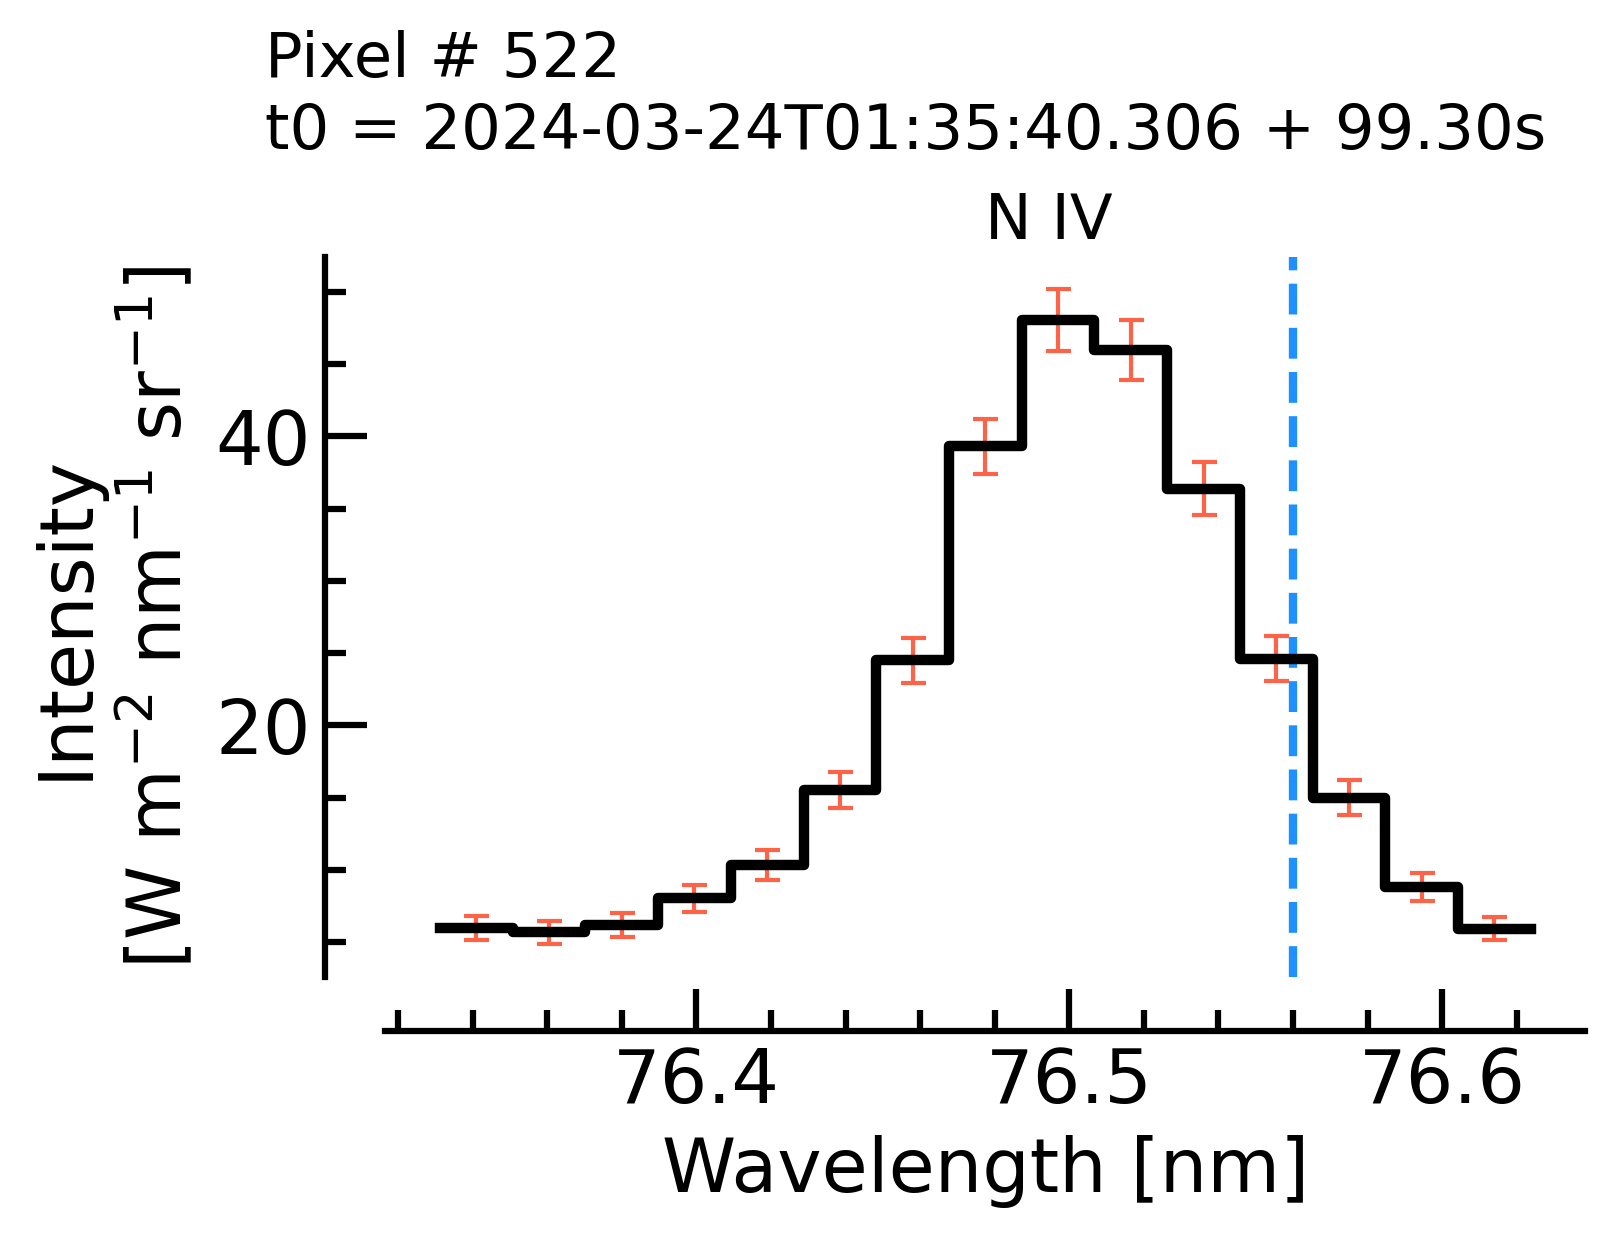 Pixel # 522
t0 = 2024-03-24T01:35:40.306 + 99.30s
N IV
Intensity
[W m⁻² nm⁻¹ sr⁻¹]
40
20
76.4 76.5 76.6
Wavelength [nm]